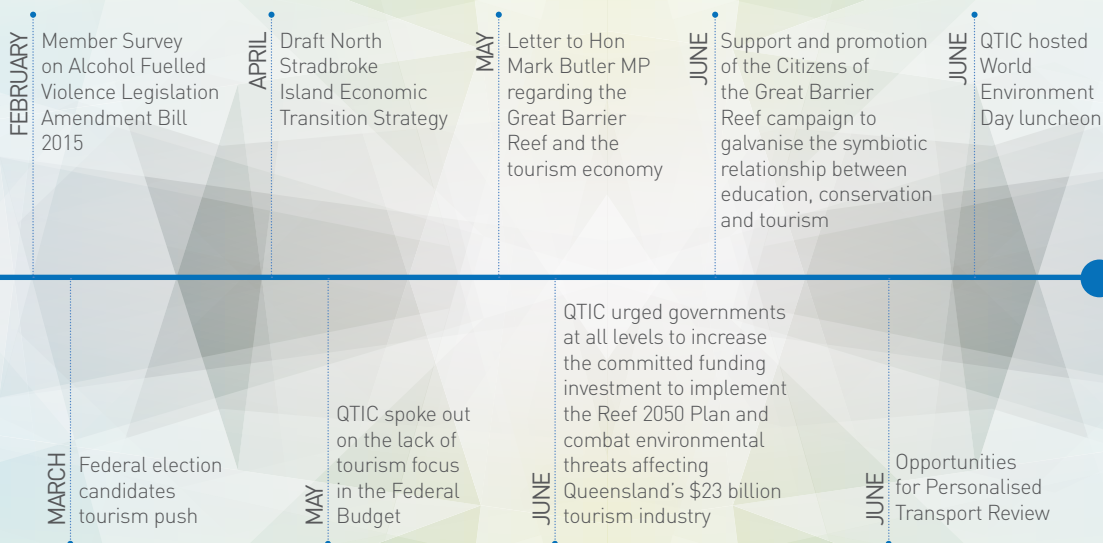 FEBRUARY
Member Survey
on Alcohol Fuelled
Violence Legislation
Amendment Bill
2015
APRIL
Draft North
Stradbroke
Island Economic
Transition Strategy
MAY
Letter to Hon
Mark Butler MP
regarding the
Great Barrier
Reef and the
tourism economy
JUNE
Support and promotion
of the Citizens of
the Great Barrier
Reef campaign to
galvanise the symbiotic
relationship between
education, conservation
and tourism
JUNE
QTIC hosted
World
Environment
Day luncheon
MARCH
Federal election
candidates
tourism push
MAY
QTIC spoke out
on the lack of
tourism focus
in the Federal
Budget
JUNE
QTIC urged governments
at all levels to increase
the committed funding
investment to implement
the Reef 2050 Plan and
combat environmental
threats affecting
Queensland's $23 billion
tourism industry
JUNE
Opportunities
for Personalised
Transport Review